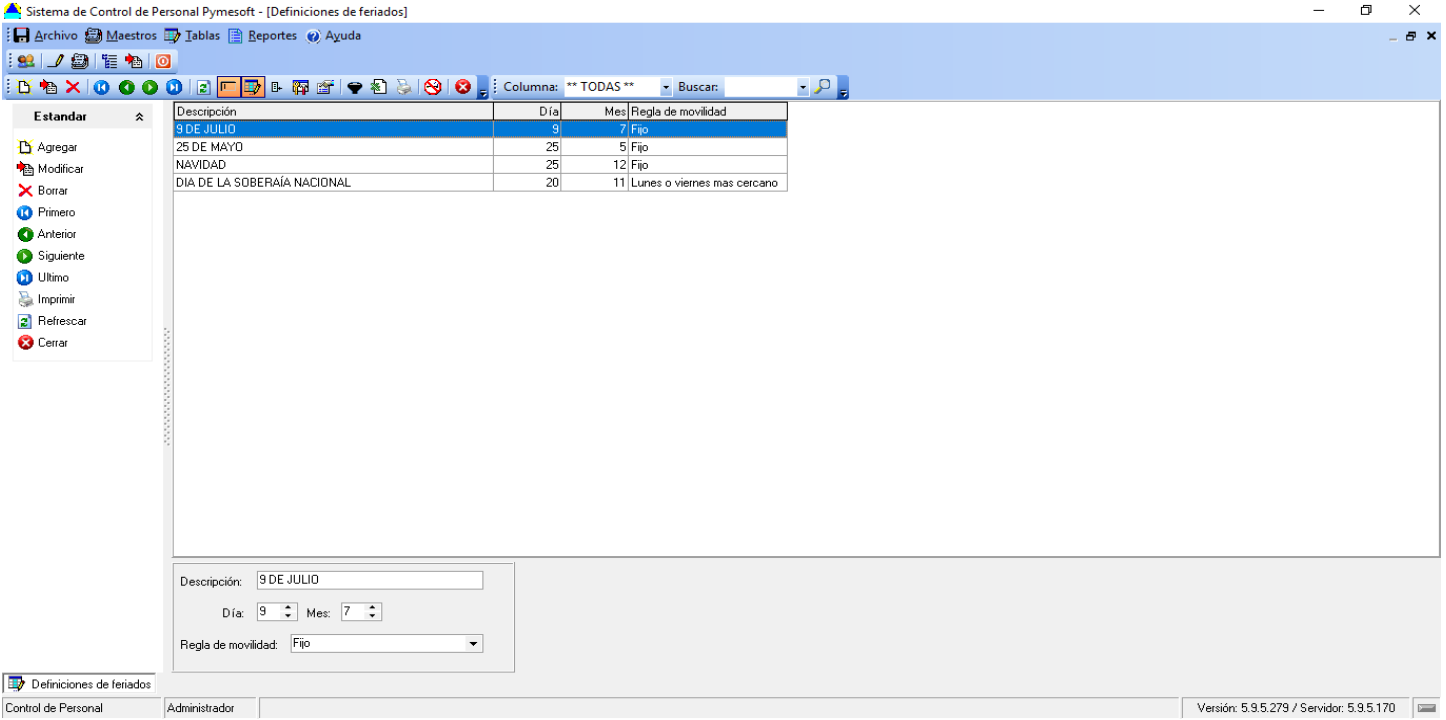 Sistema de Control de Personal Pymesoft - [Definiciones de feriados]
Archivo Maestros Tablas Reportes Ayuda
Columna: ** TODAS ** Buscar:
Estandar
Agregar
Modificar
Borrar
Primero
Anterior
Siguiente
Ultimo
Imprimir
Refrescar
Cerrar
Descripción Día Mes Regla de movilidad
9 DE JULIO 9 7 Fijo
25 DE MAYO 25 5 Fijo
NAVIDAD 25 12 Fijo
DIA DE LA SOBERAÍA NACIONAL 20 11 Lunes o viernes mas cercano
Descripción: 9 DE JULIO
Día: 9 Mes: 7
Regla de movilidad: Fijo
Definiciones de feriados
Control de Personal Administrador Versión: 5.9.5.279 / Servidor: 5.9.5.170